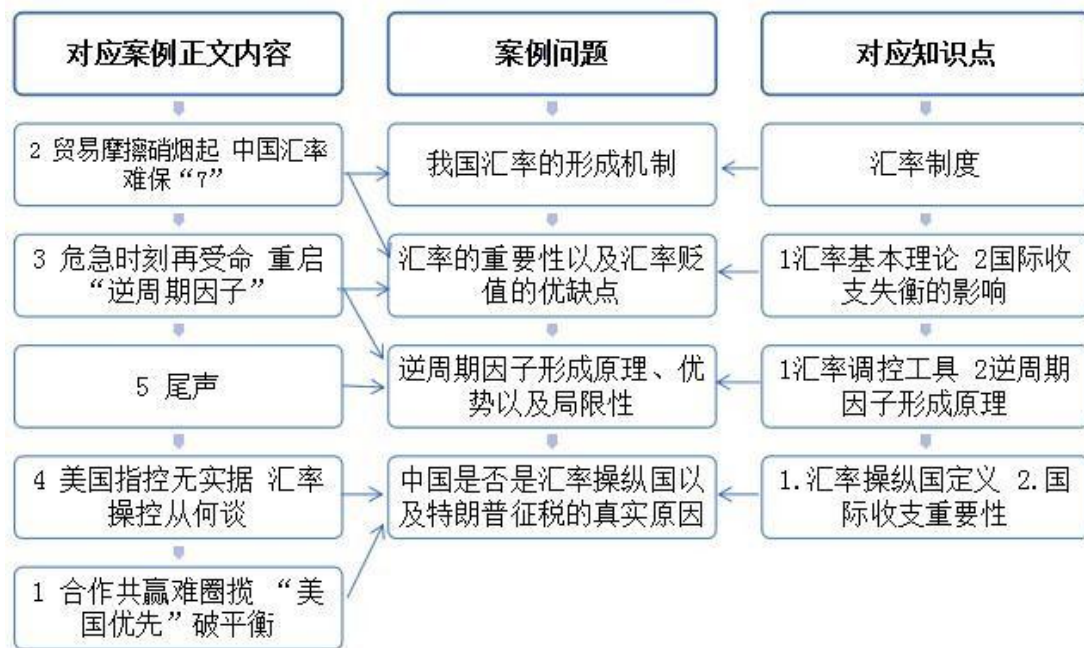 对应案例正文内容
案例问题
对应知识点
2 贸易摩擦硝烟起 中国汇率
难保“7”
我国汇率的形成机制
汇率制度
3 危急时刻再受命 重启
“逆周期因子”
汇率的重要性以及汇率贬
值的优缺点
1汇率基本理论 2国际收
支失衡的影响
5 尾声
逆周期因子形成原理、优
势以及局限性
1汇率调控工具 2逆周期
因子形成原理
4 美国指控无实据 汇率
操控从何谈
中国是否是汇率操纵国以
及特朗普征税的真实原因
1.汇率操纵国定义 2.国
际收支重要性
1 合作共赢难圈揽 “美
国优先”破平衡